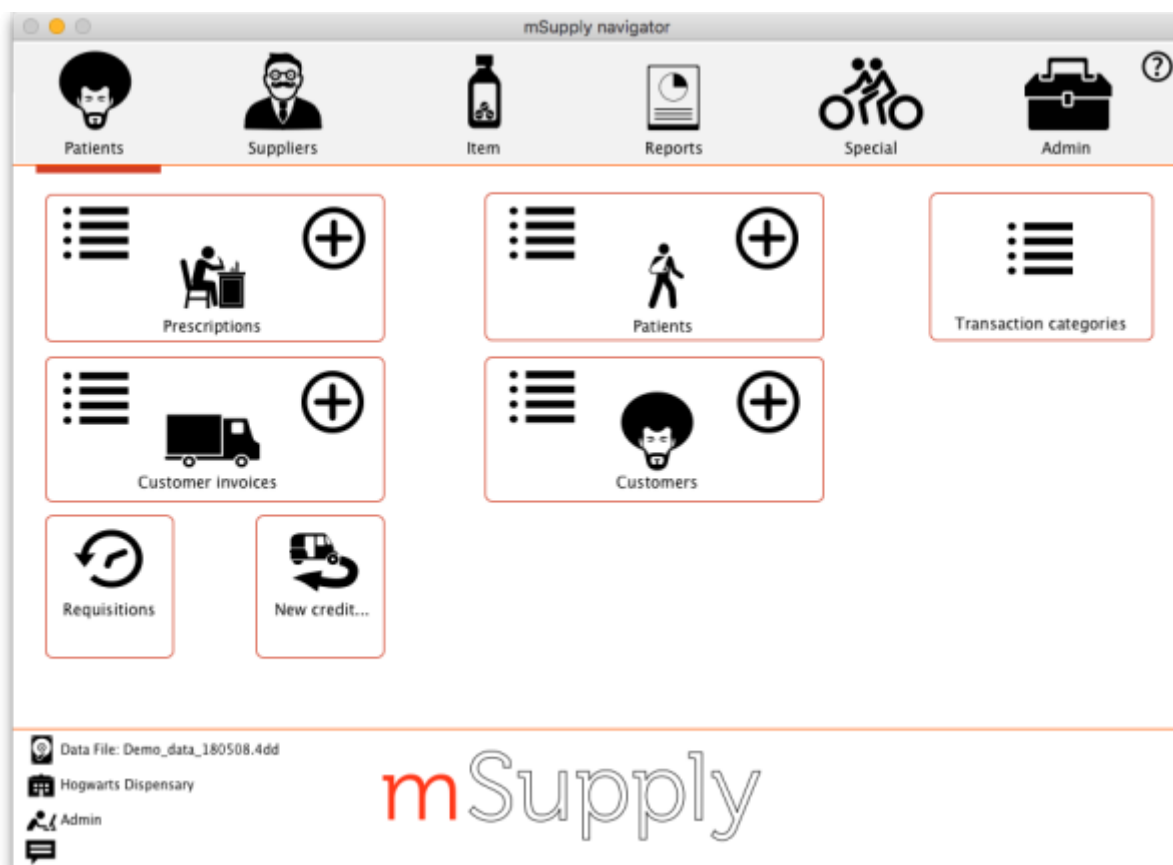 mSupply navigator
Patients Suppliers Item Reports Special Admin
Prescriptions Patients Transaction categories
Customer invoices Customers
Requisitions New credit...
Data File: Demo_data_180508.4dd
Hogwarts Dispensary
Admin
mSupply